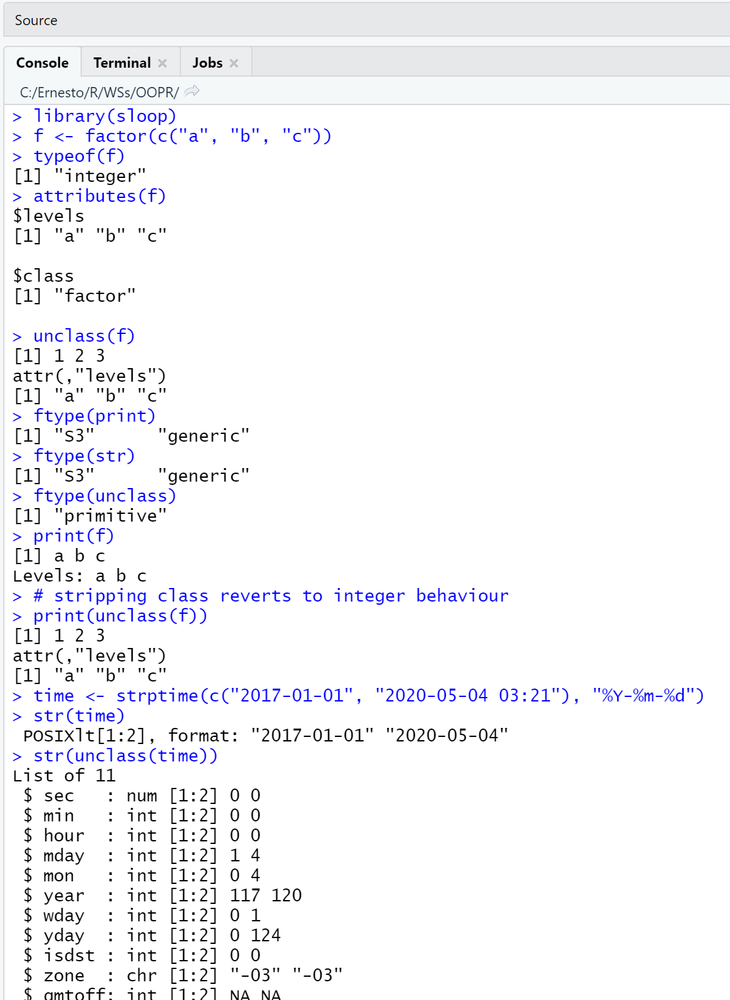 Source
Console Terminal Jobs
C:/Ernesto/R/WSs/OOPR/
> library(sloop)
> f <- factor(c("a", "b", "c"))
> typeof(f)
[1] "integer"
> attributes(f)
$levels
[1] "a" "b" "c"

$class
[1] "factor"

> unclass(f)
[1] 1 2 3
attr(,"levels")
[1] "a" "b" "c"
> ftype(print)
[1] "S3"      "generic"
> ftype(str)
[1] "S3"      "generic"
> ftype(unclass)
[1] "primitive"
> print(f)
[1] a b c
Levels: a b c
> # stripping class reverts to integer behaviour
> print(unclass(f))
[1] 1 2 3
attr(,"levels")
[1] "a" "b" "c"
> time <- strptime(c("2017-01-01", "2020-05-04 03:21"), "%Y-%m-%d")
> str(time)
 POSIXlt[1:2], format: "2017-01-01" "2020-05-04"
> str(unclass(time))
List of 11
 $ sec   : num [1:2] 0 0
 $ min   : int [1:2] 0 0
 $ hour  : int [1:2] 0 0
 $ mday  : int [1:2] 1 4
 $ mon   : int [1:2] 0 4
 $ year  : int [1:2] 117 120
 $ wday  : int [1:2] 0 1
 $ yday  : int [1:2] 0 124
 $ isdst : int [1:2] 0 0
 $ zone  : chr [1:2] "-03" "-03"
 $ gmtoff: int [1:2] NA NA